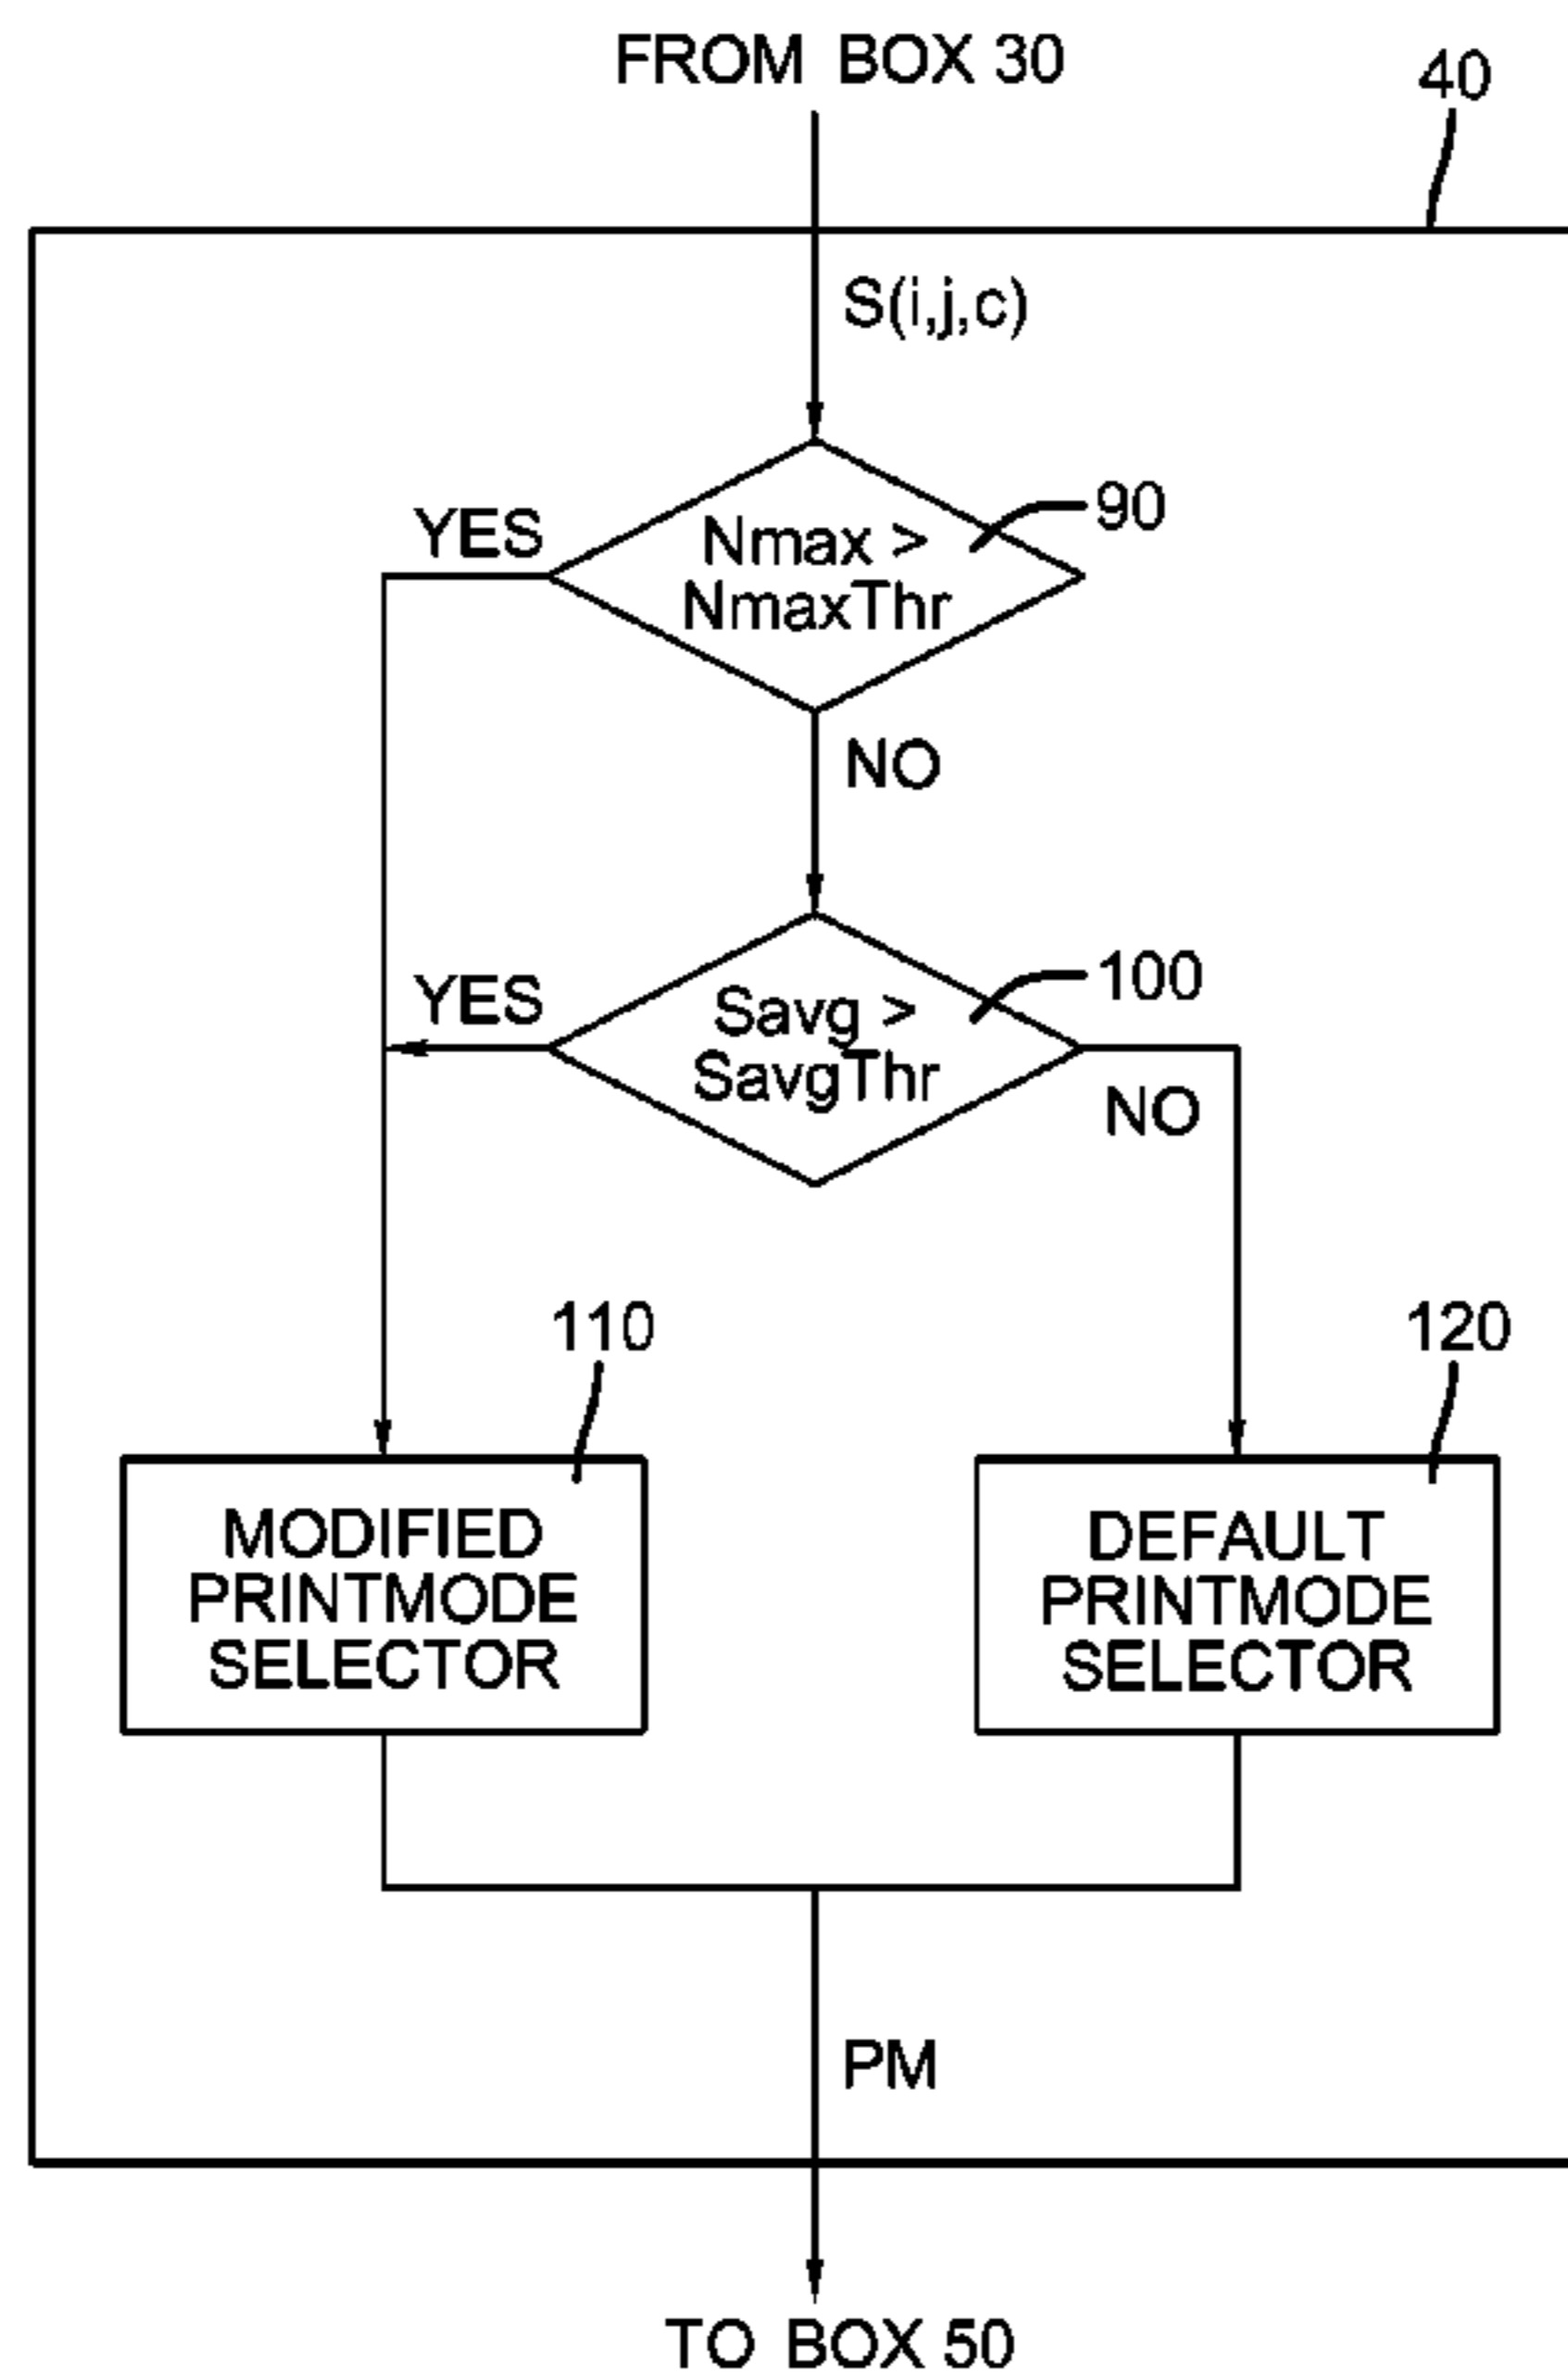 FROM BOX 30
40
S(i,j,c)
90
YES
Nmax >
NmaxThr
NO
100
YES
Savg >
SavgThr
NO
110
120
MODIFIED
PRINTMODE
SELECTOR
DEFAULT
PRINTMODE
SELECTOR
PM
TO BOX 50